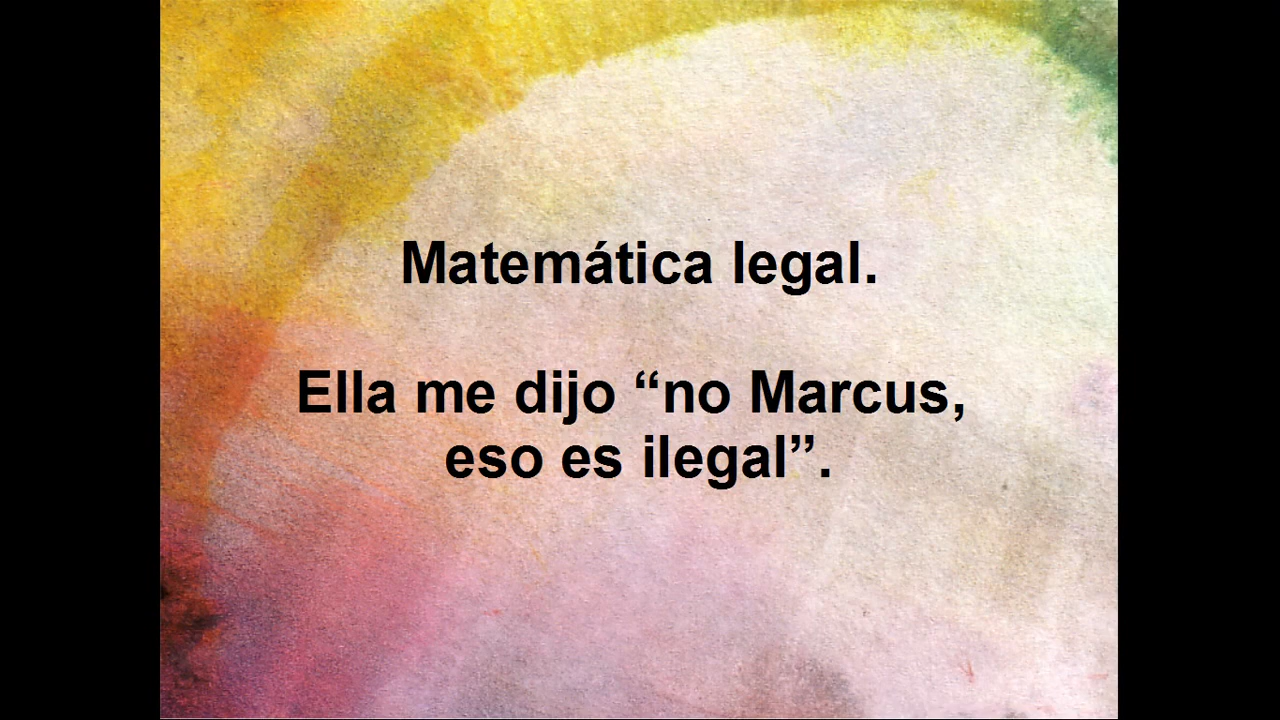 Matemática legal.
Ella me dijo “no Marcus,
eso es ilegal”.